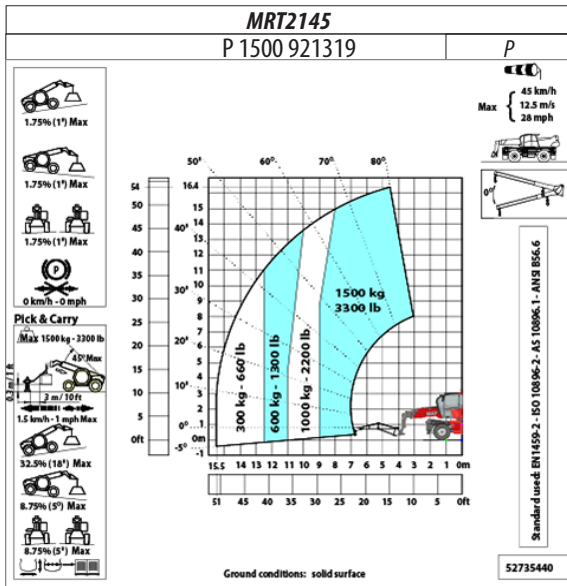 MRT2145
P 1500 921319
P
1.75% (1°) Max
1.75% (1°) Max
1.75% (1°) Max
P
0 km/h - 0 mph
Pick & Carry
Max 1500 kg - 3300 lb
45° Max
0.3 m / 1 ft
3 m / 10 ft
1.5 km/h - 1 mph Max
32.5% (18°) Max
8.75% (5°) Max
8.75% (5°) Max
Max
45 km/h
12.5 m/s
28 mph
0°
50°
60°
70°
80°
40°
30°
20°
10°
0°
-5°
54
50
45
40
35
30
25
20
15
10
5
0ft
16.4
15
14
13
12
11
10
9
8
7
6
5
4
3
2
1
0m
-1
300 kg - 660 lb
600 kg - 1300 lb
1000 kg - 2200 lb
1500 kg
3300 lb
15.5 14 13 12 11 10 9 8 7 6 5 4 3 2 1 0m
51 45 40 35 30 25 20 15 10 5 0ft
Standard used: EN1459-2 - ISO 10896-2 - AS 10896.1 - ANSI B56.6
Ground conditions: solid surface
52735440